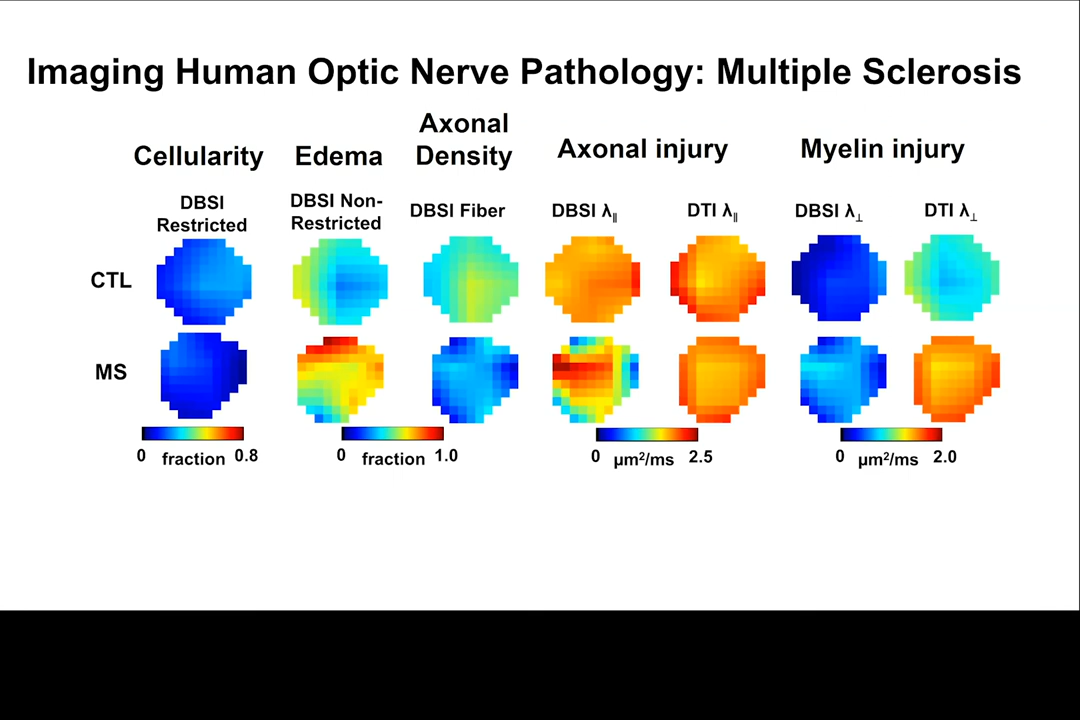 Imaging Human Optic Nerve Pathology: Multiple Sclerosis
Cellularity
Edema
Axonal
Density
Axonal injury
Myelin injury
DBSI
Restricted
DBSI Non-
Restricted
DBSI Fiber
DBSI λ∥
DTI λ∥
DBSI λ⊥
DTI λ⊥
CTL
MS
0 fraction 0.8
0 fraction 1.0
0 µm²/ms 2.5
0 µm²/ms 2.0